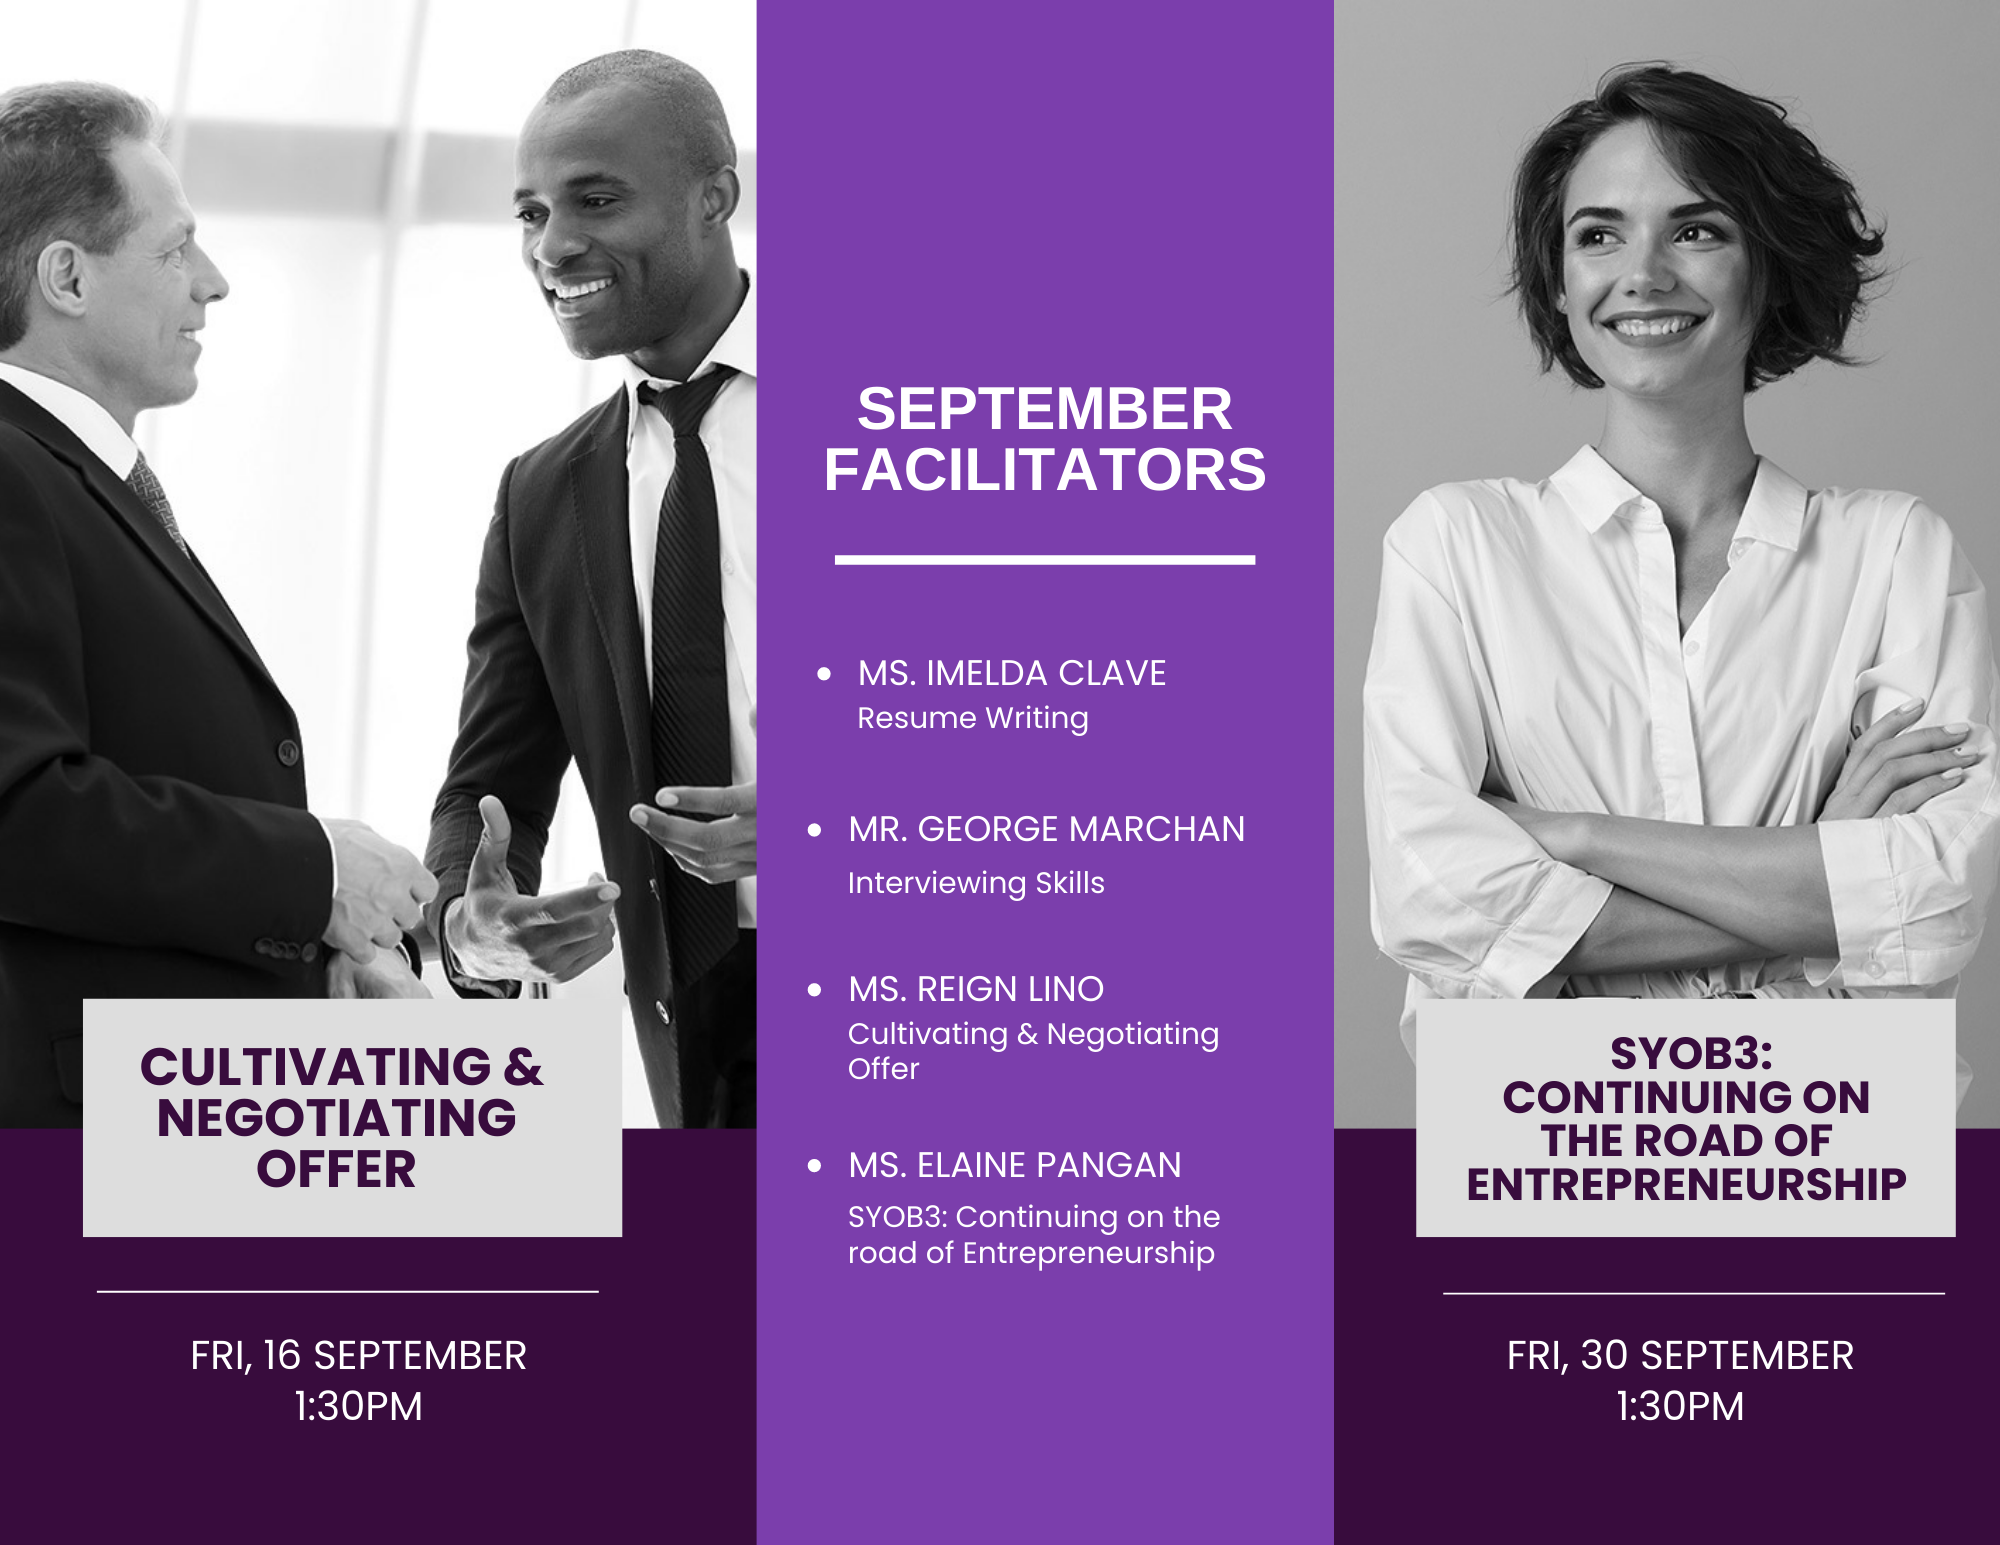 CULTIVATING &
NEGOTIATING
OFFER
FRI, 16 SEPTEMBER
1:30PM
SEPTEMBER
FACILITATORS
MS. IMELDA CLAVE
Resume Writing
MR. GEORGE MARCHAN
Interviewing Skills
MS. REIGN LINO
Cultivating & Negotiating
Offer
MS. ELAINE PANGAN
SYOB3: Continuing on the
road of Entrepreneurship
SYOB3:
CONTINUING ON
THE ROAD OF
ENTREPRENEURSHIP
FRI, 30 SEPTEMBER
1:30PM